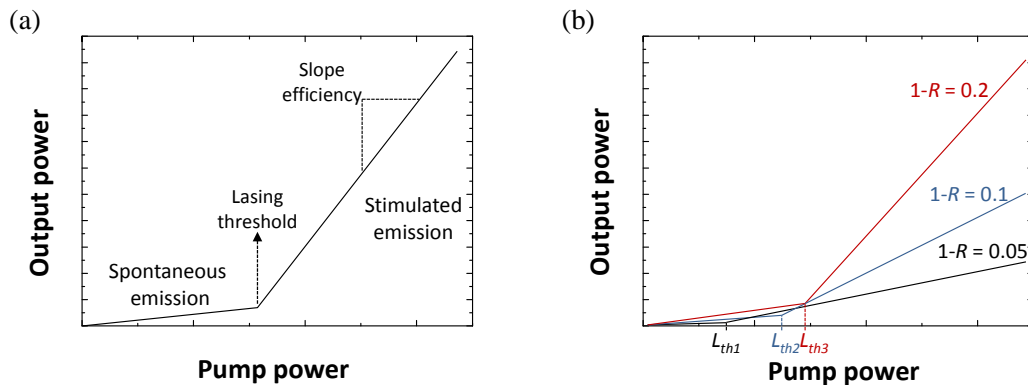 (a)
Output power
Slope
efficiency
Lasing
threshold
Stimulated
emission
Spontaneous
emission
Pump power
(b)
Output power
1-R = 0.2
1-R = 0.1
1-R = 0.05
Lth1
Lth2
Lth3
Pump power